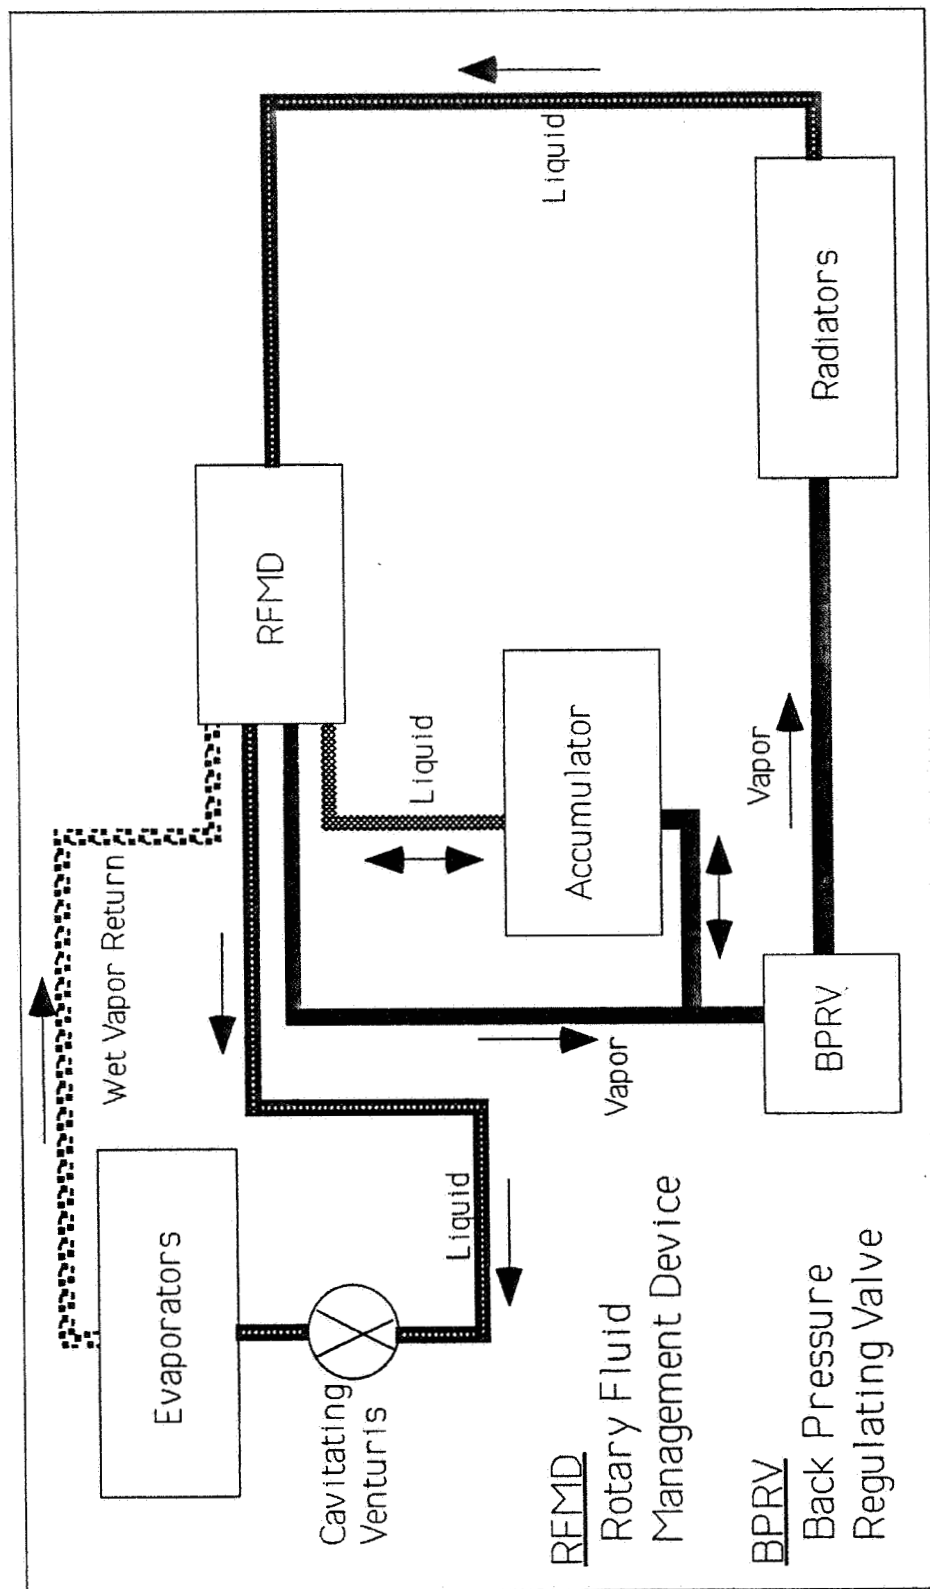 Wet Vapor Return
Evaporators
RFMD
Liquid
Liquid
Liquid
Cavitating
Venturis
Accumulator
Vapor
Vapor
BPRV
Radiators
RFMD
Rotary Fluid
Management Device
BPRV
Back Pressure
Regulating Valve